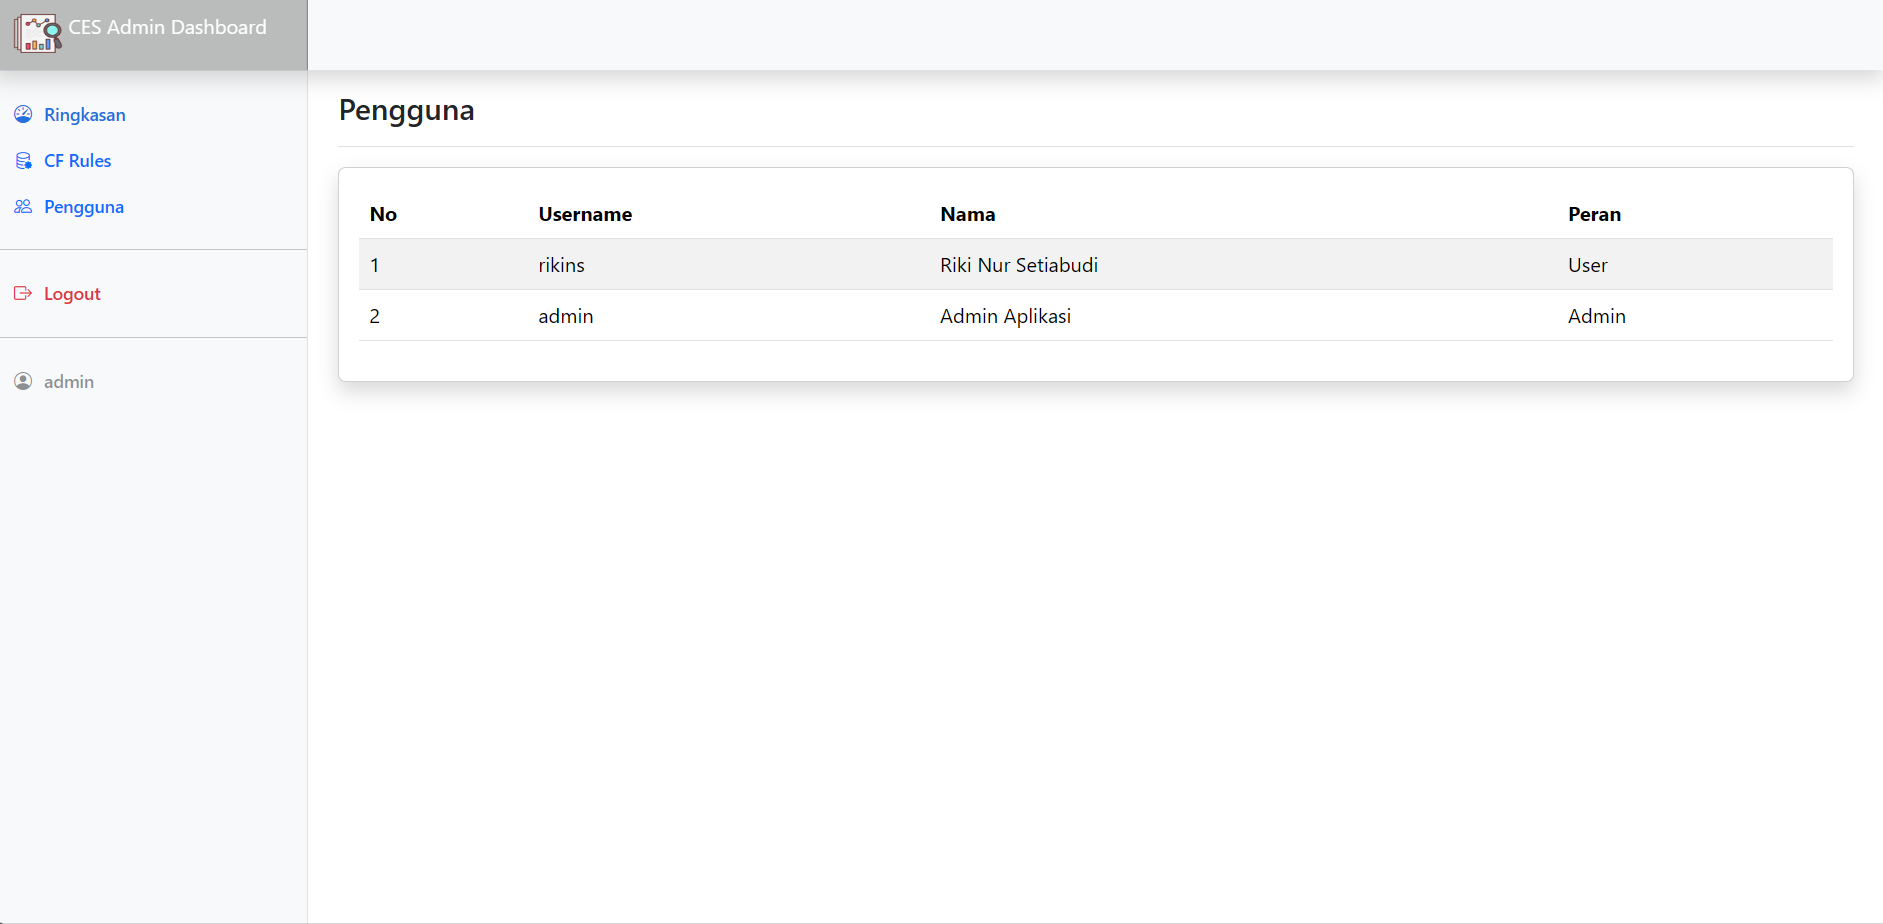 CES Admin Dashboard
Ringkasan
CF Rules
Pengguna
Logout
admin
Pengguna
No Username Nama Peran
1 rikins Riki Nur Setiabudi User
2 admin Admin Aplikasi Admin